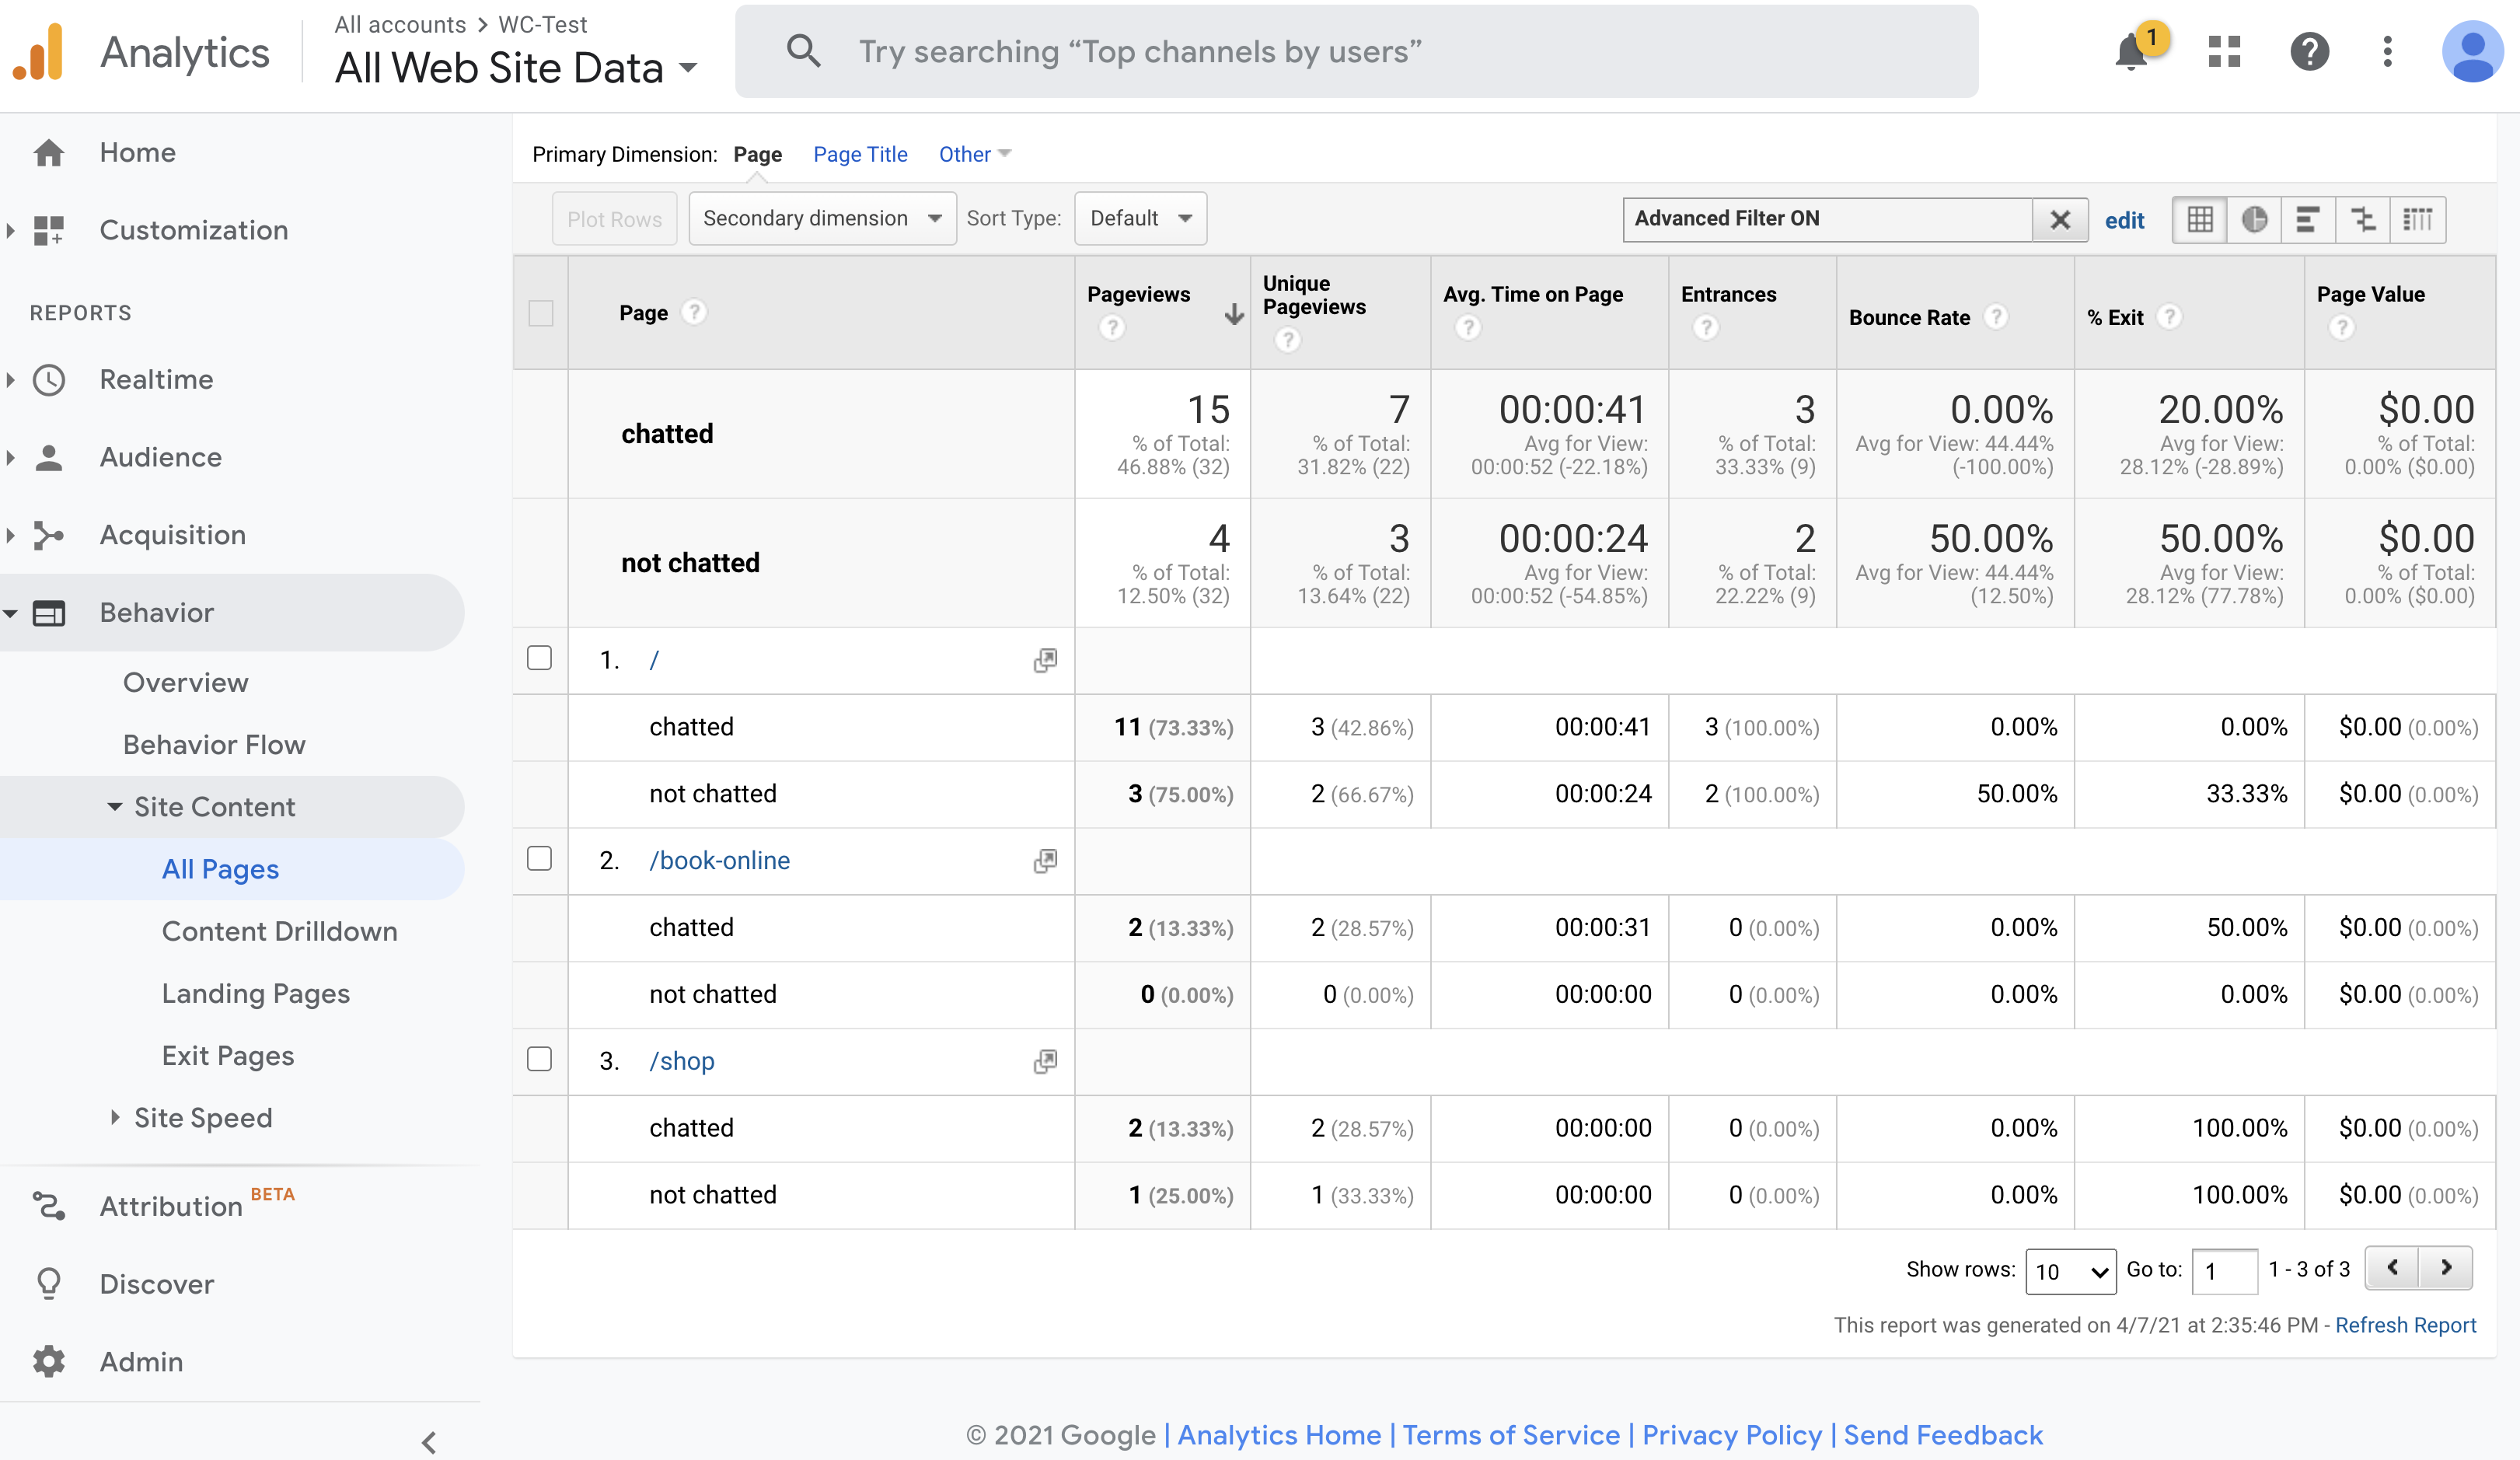 Analytics
All accounts > WC-Test
All Web Site Data
Try searching “Top channels by users”
1
Home
Customization
REPORTS
Realtime
Audience
Acquisition
Behavior
Overview
Behavior Flow
Site Content
All Pages
Content Drilldown
Landing Pages
Exit Pages
Site Speed
Attribution BETA
Discover
Admin
Primary Dimension: Page Page Title Other
Plot Rows Secondary dimension Sort Type: Default Advanced Filter ON edit
Page ? Pageviews ? Unique Pageviews ? Avg. Time on Page ? Entrances ? Bounce Rate ? % Exit ? Page Value ?
chatted 15 7 00:00:41 3 0.00% 20.00% $0.00
% of Total: % of Total: Avg for View: % of Total: Avg for View: 44.44% Avg for View: % of Total:
46.88% (32) 31.82% (22) 00:00:52 (-22.18%) 33.33% (9) (-100.00%) 28.12% (-28.89%) 0.00% ($0.00)
not chatted 4 3 00:00:24 2 50.00% 50.00% $0.00
% of Total: % of Total: Avg for View: % of Total: Avg for View: 44.44% Avg for View: % of Total:
12.50% (32) 13.64% (22) 00:00:52 (-54.85%) 22.22% (9) (12.50%) 28.12% (77.78%) 0.00% ($0.00)
1. /
chatted 11 (73.33%) 3 (42.86%) 00:00:41 3 (100.00%) 0.00% 0.00% $0.00 (0.00%)
not chatted 3 (75.00%) 2 (66.67%) 00:00:24 2 (100.00%) 50.00% 33.33% $0.00 (0.00%)
2. /book-online
chatted 2 (13.33%) 2 (28.57%) 00:00:31 0 (0.00%) 0.00% 50.00% $0.00 (0.00%)
not chatted 0 (0.00%) 0 (0.00%) 00:00:00 0 (0.00%) 0.00% 0.00% $0.00 (0.00%)
3. /shop
chatted 2 (13.33%) 2 (28.57%) 00:00:00 0 (0.00%) 0.00% 100.00% $0.00 (0.00%)
not chatted 1 (25.00%) 1 (33.33%) 00:00:00 0 (0.00%) 0.00% 100.00% $0.00 (0.00%)
Show rows: 10 Go to: 1 1 - 3 of 3
This report was generated on 4/7/21 at 2:35:46 PM - Refresh Report
© 2021 Google | Analytics Home | Terms of Service | Privacy Policy | Send Feedback